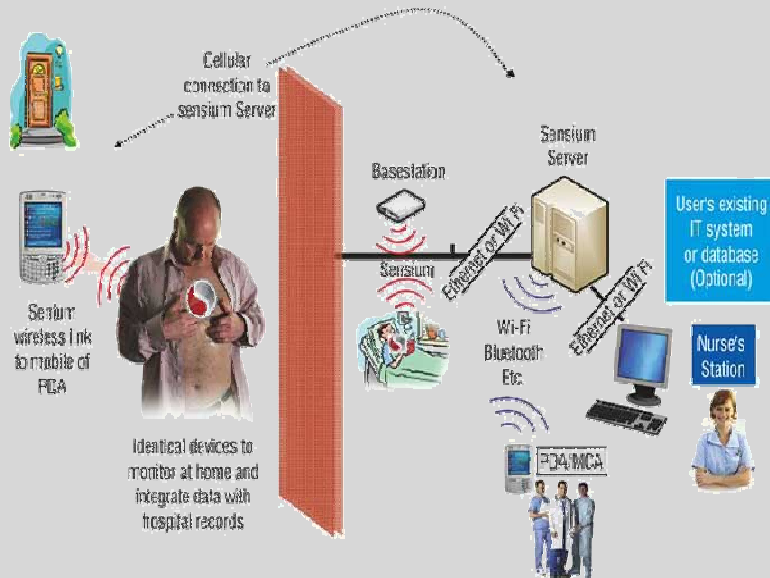 Cellular
connection to
sensium Server
Sensium
wireless link
to mobile of
PDA
Identical devices to
monitor at home and
integrate data with
hospital records
Basestation
Sensium
Ethernet or Wi Fi
Sensium
Server
Wi-Fi
Bluetooth
Etc
Ethernet or Wi Fi
PDA/MCA
User's existing
IT system
or database
(Optional)
Nurse's
Station